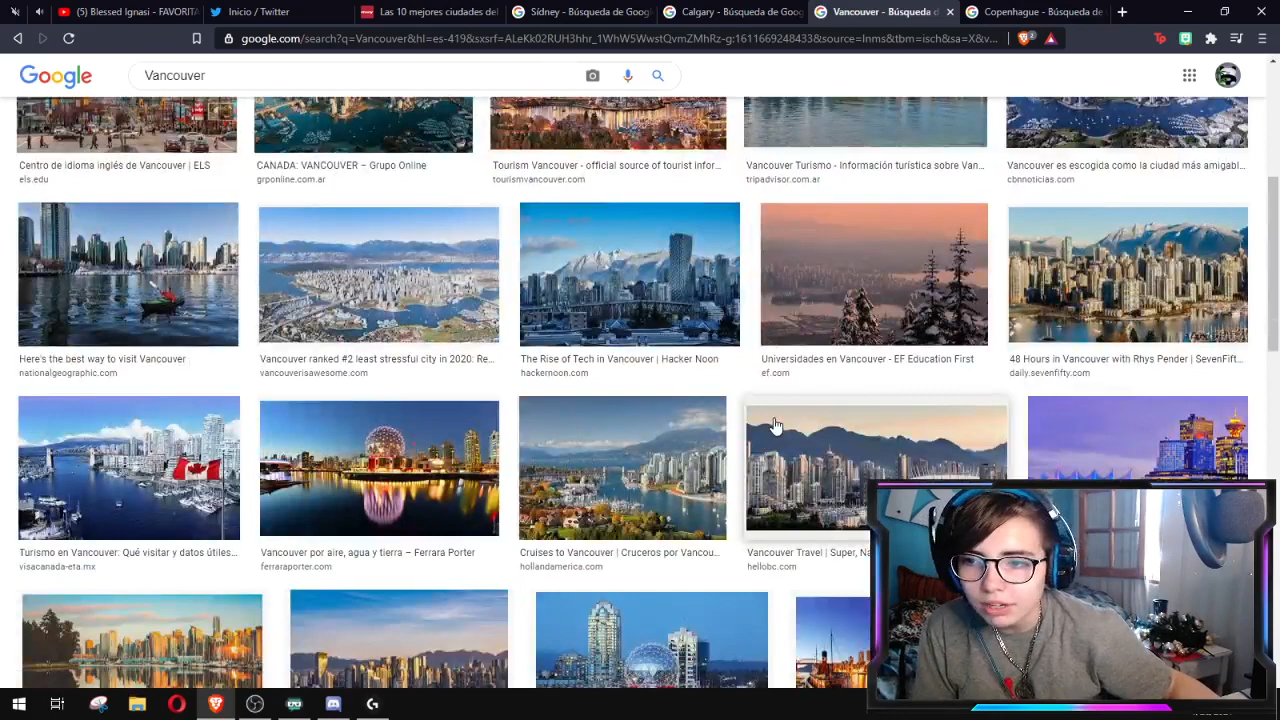 (5) Blessed Ignasi - FAVORITA
Inicio / Twitter
Las 10 mejores ciudades del
Sídney - Búsqueda de Googl
Calgary - Búsqueda de Goog
Vancouver - Búsqueda d
Copenhague - Búsqueda de
google.com/search?q=Vancouver&hl=es-419&sxsrf=ALeKk02RUH3hhr_1WhW5WwstQvmZMhRz-g:1611669248433&source=lnms&tbm=isch&sa=X&v...
Google
Vancouver
Centro de idioma inglés de Vancouver | ELS
els.edu
CANADA: VANCOUVER – Grupo Online
grponline.com.ar
Tourism Vancouver - official source of tourist infor...
tourismvancouver.com
Vancouver Turismo - Información turística sobre Van...
tripadvisor.com.ar
Vancouver es escogida como la ciudad más amigabl...
cbnnoticias.com
Here's the best way to visit Vancouver
nationalgeographic.com
Vancouver ranked #2 least stressful city in 2020: Re...
vancouverisawesome.com
The Rise of Tech in Vancouver | Hacker Noon
hackernoon.com
Universidades en Vancouver - EF Education First
ef.com
48 Hours in Vancouver with Rhys Pender | SevenFift...
daily.sevenfifty.com
Turismo en Vancouver: Qué visitar y datos útiles...
visacanada-eta.mx
Vancouver por aire, agua y tierra – Ferrara Porter
ferraraporter.com
Cruises to Vancouver | Cruceros por Vancou...
hollandamerica.com
Vancouver Travel | Super, Na
hellobc.com